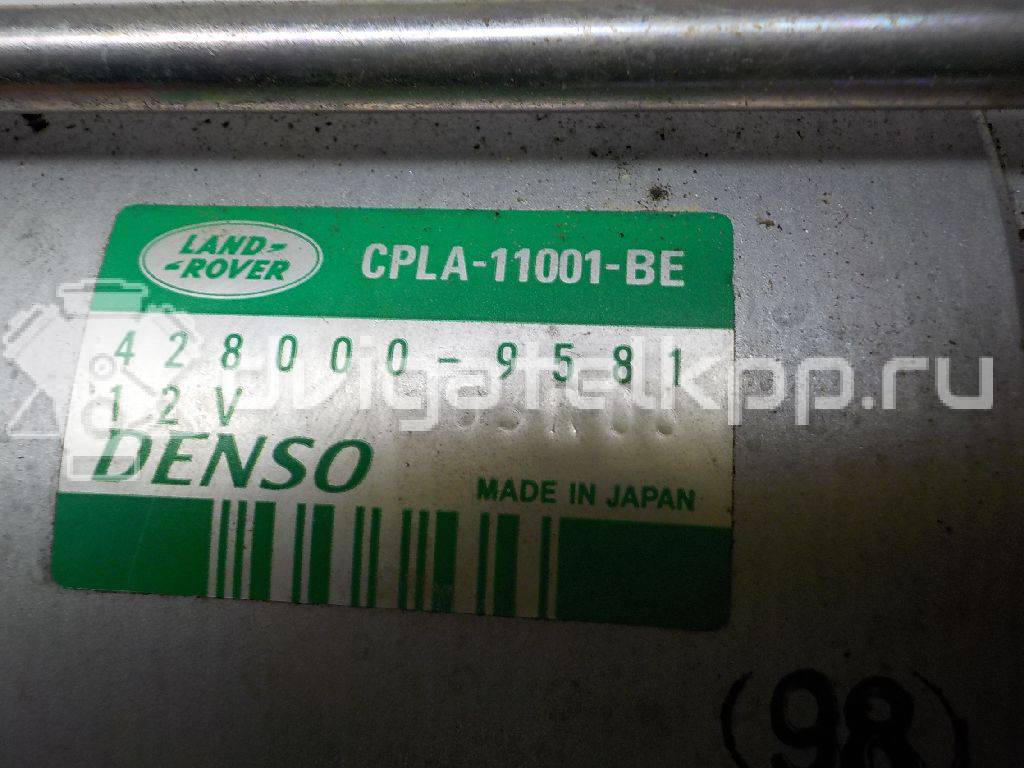 LAND-
-ROVER
CPLA-11001-BE
428000-9581
12V
dvigatelkpp.ru
DENSO
MADE IN JAPAN
(98)